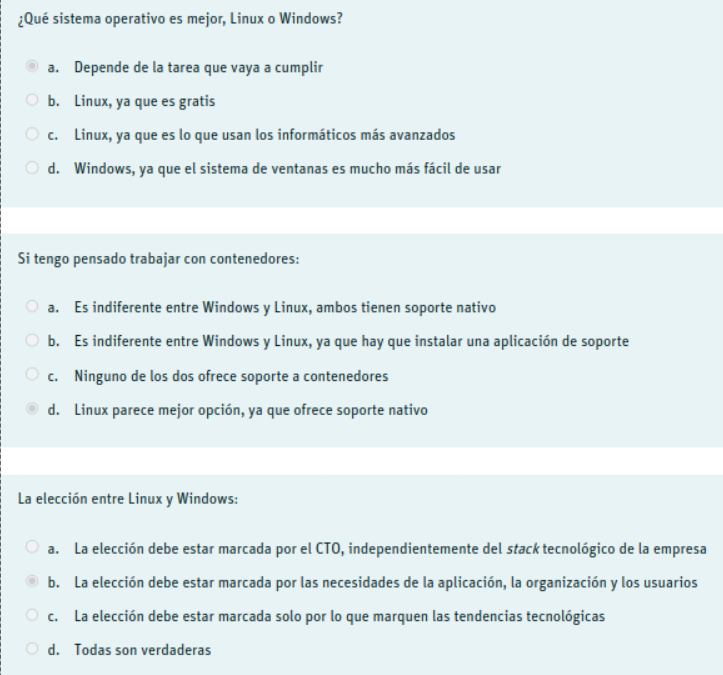 ¿Qué sistema operativo es mejor, Linux o Windows?
a. Depende de la tarea que vaya a cumplir
b. Linux, ya que es gratis
c. Linux, ya que es lo que usan los informáticos más avanzados
d. Windows, ya que el sistema de ventanas es mucho más fácil de usar
Si tengo pensado trabajar con contenedores:
a. Es indiferente entre Windows y Linux, ambos tienen soporte nativo
b. Es indiferente entre Windows y Linux, ya que hay que instalar una aplicación de soporte
c. Ninguno de los dos ofrece soporte a contenedores
d. Linux parece mejor opción, ya que ofrece soporte nativo
La elección entre Linux y Windows:
a. La elección debe estar marcada por el CTO, independientemente del stack tecnológico de la empresa
b. La elección debe estar marcada por las necesidades de la aplicación, la organización y los usuarios
c. La elección debe estar marcada solo por lo que marquen las tendencias tecnológicas
d. Todas son verdaderas